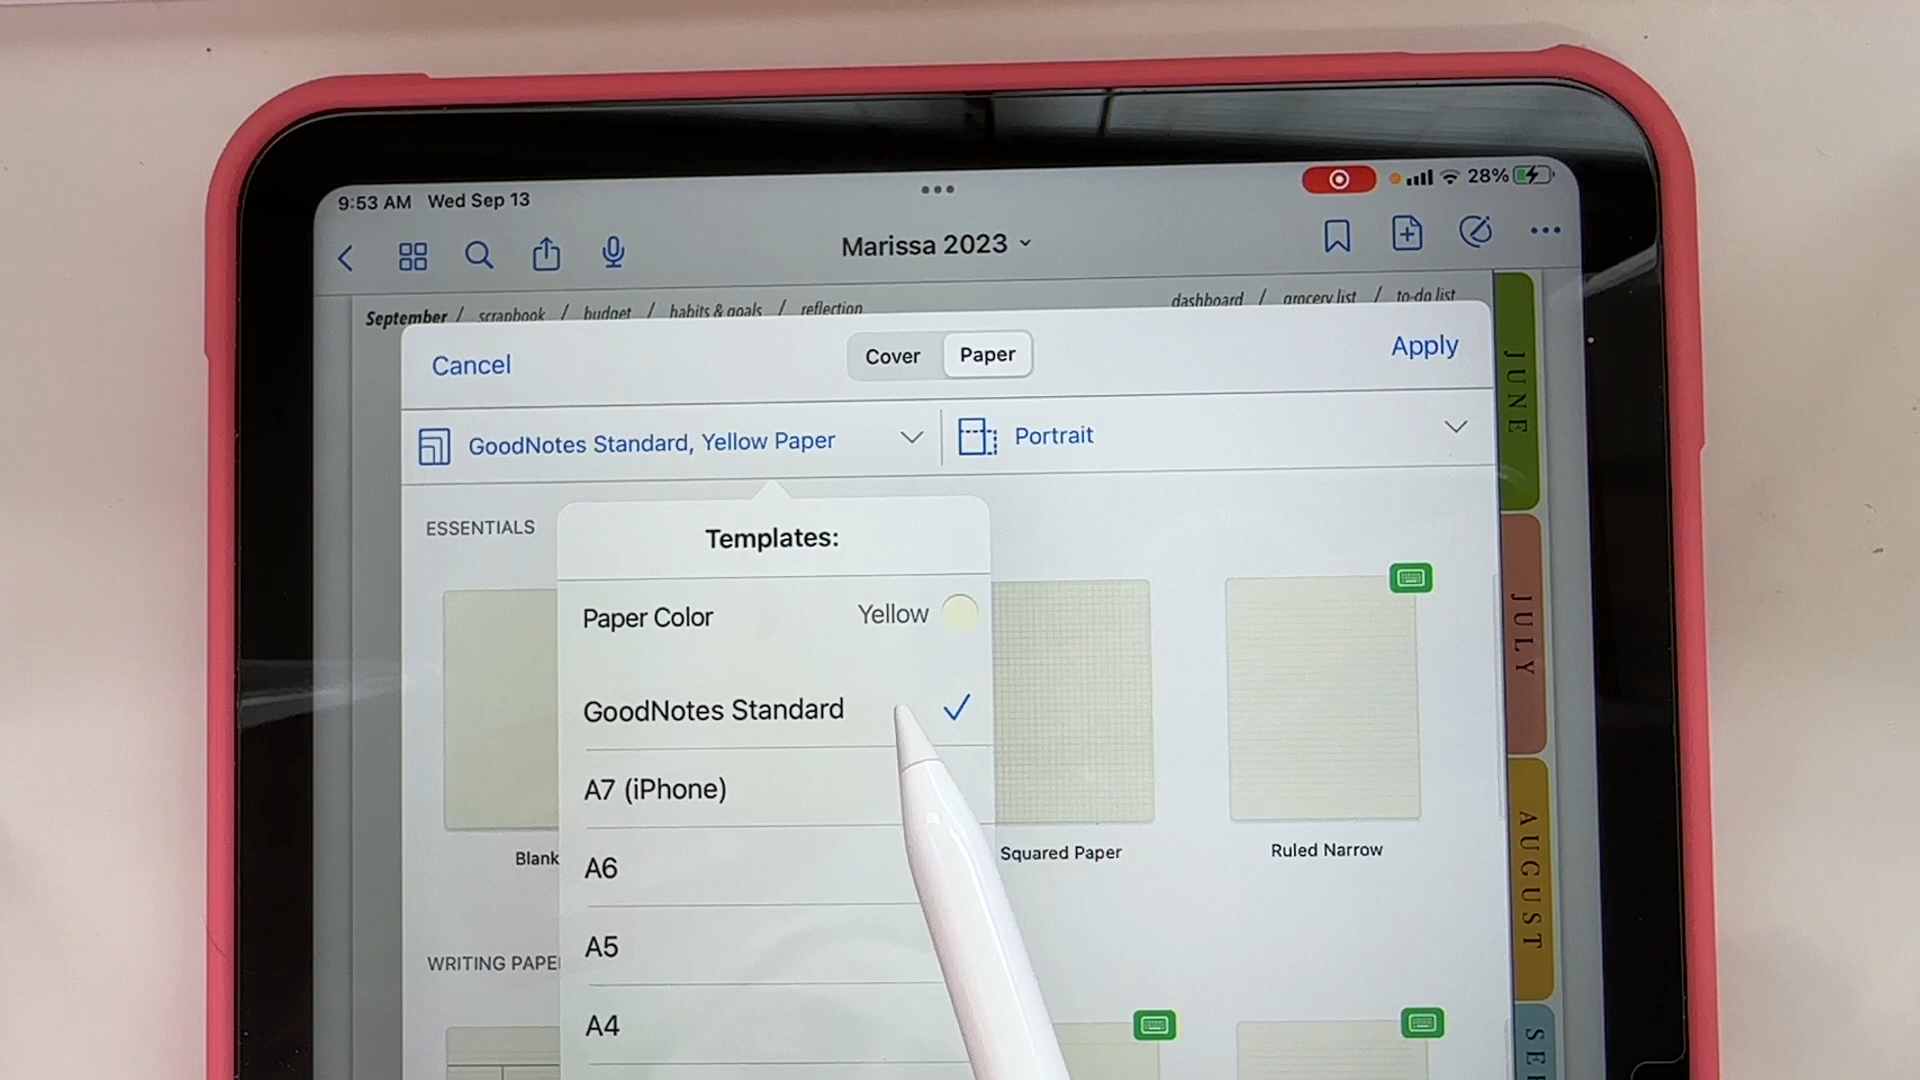 9:53 AM Wed Sep 13
28%
Marissa 2023
September / scrapbook / budget / habits & goals / reflection
dashboard / grocery list / to-do list
Cancel
Cover
Paper
Apply
GoodNotes Standard, Yellow Paper
Portrait
ESSENTIALS
Templates:
Paper Color
Yellow
GoodNotes Standard
A7 (iPhone)
A6
A5
A4
Blank
Squared Paper
Ruled Narrow
WRITING PAPE
JUNE
JULY
AUGUST
SE